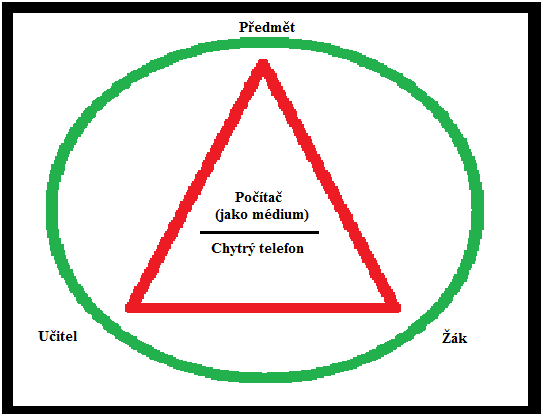 Předmět
Počítač
(jako médium)
Chytrý telefon
Učitel
Žák